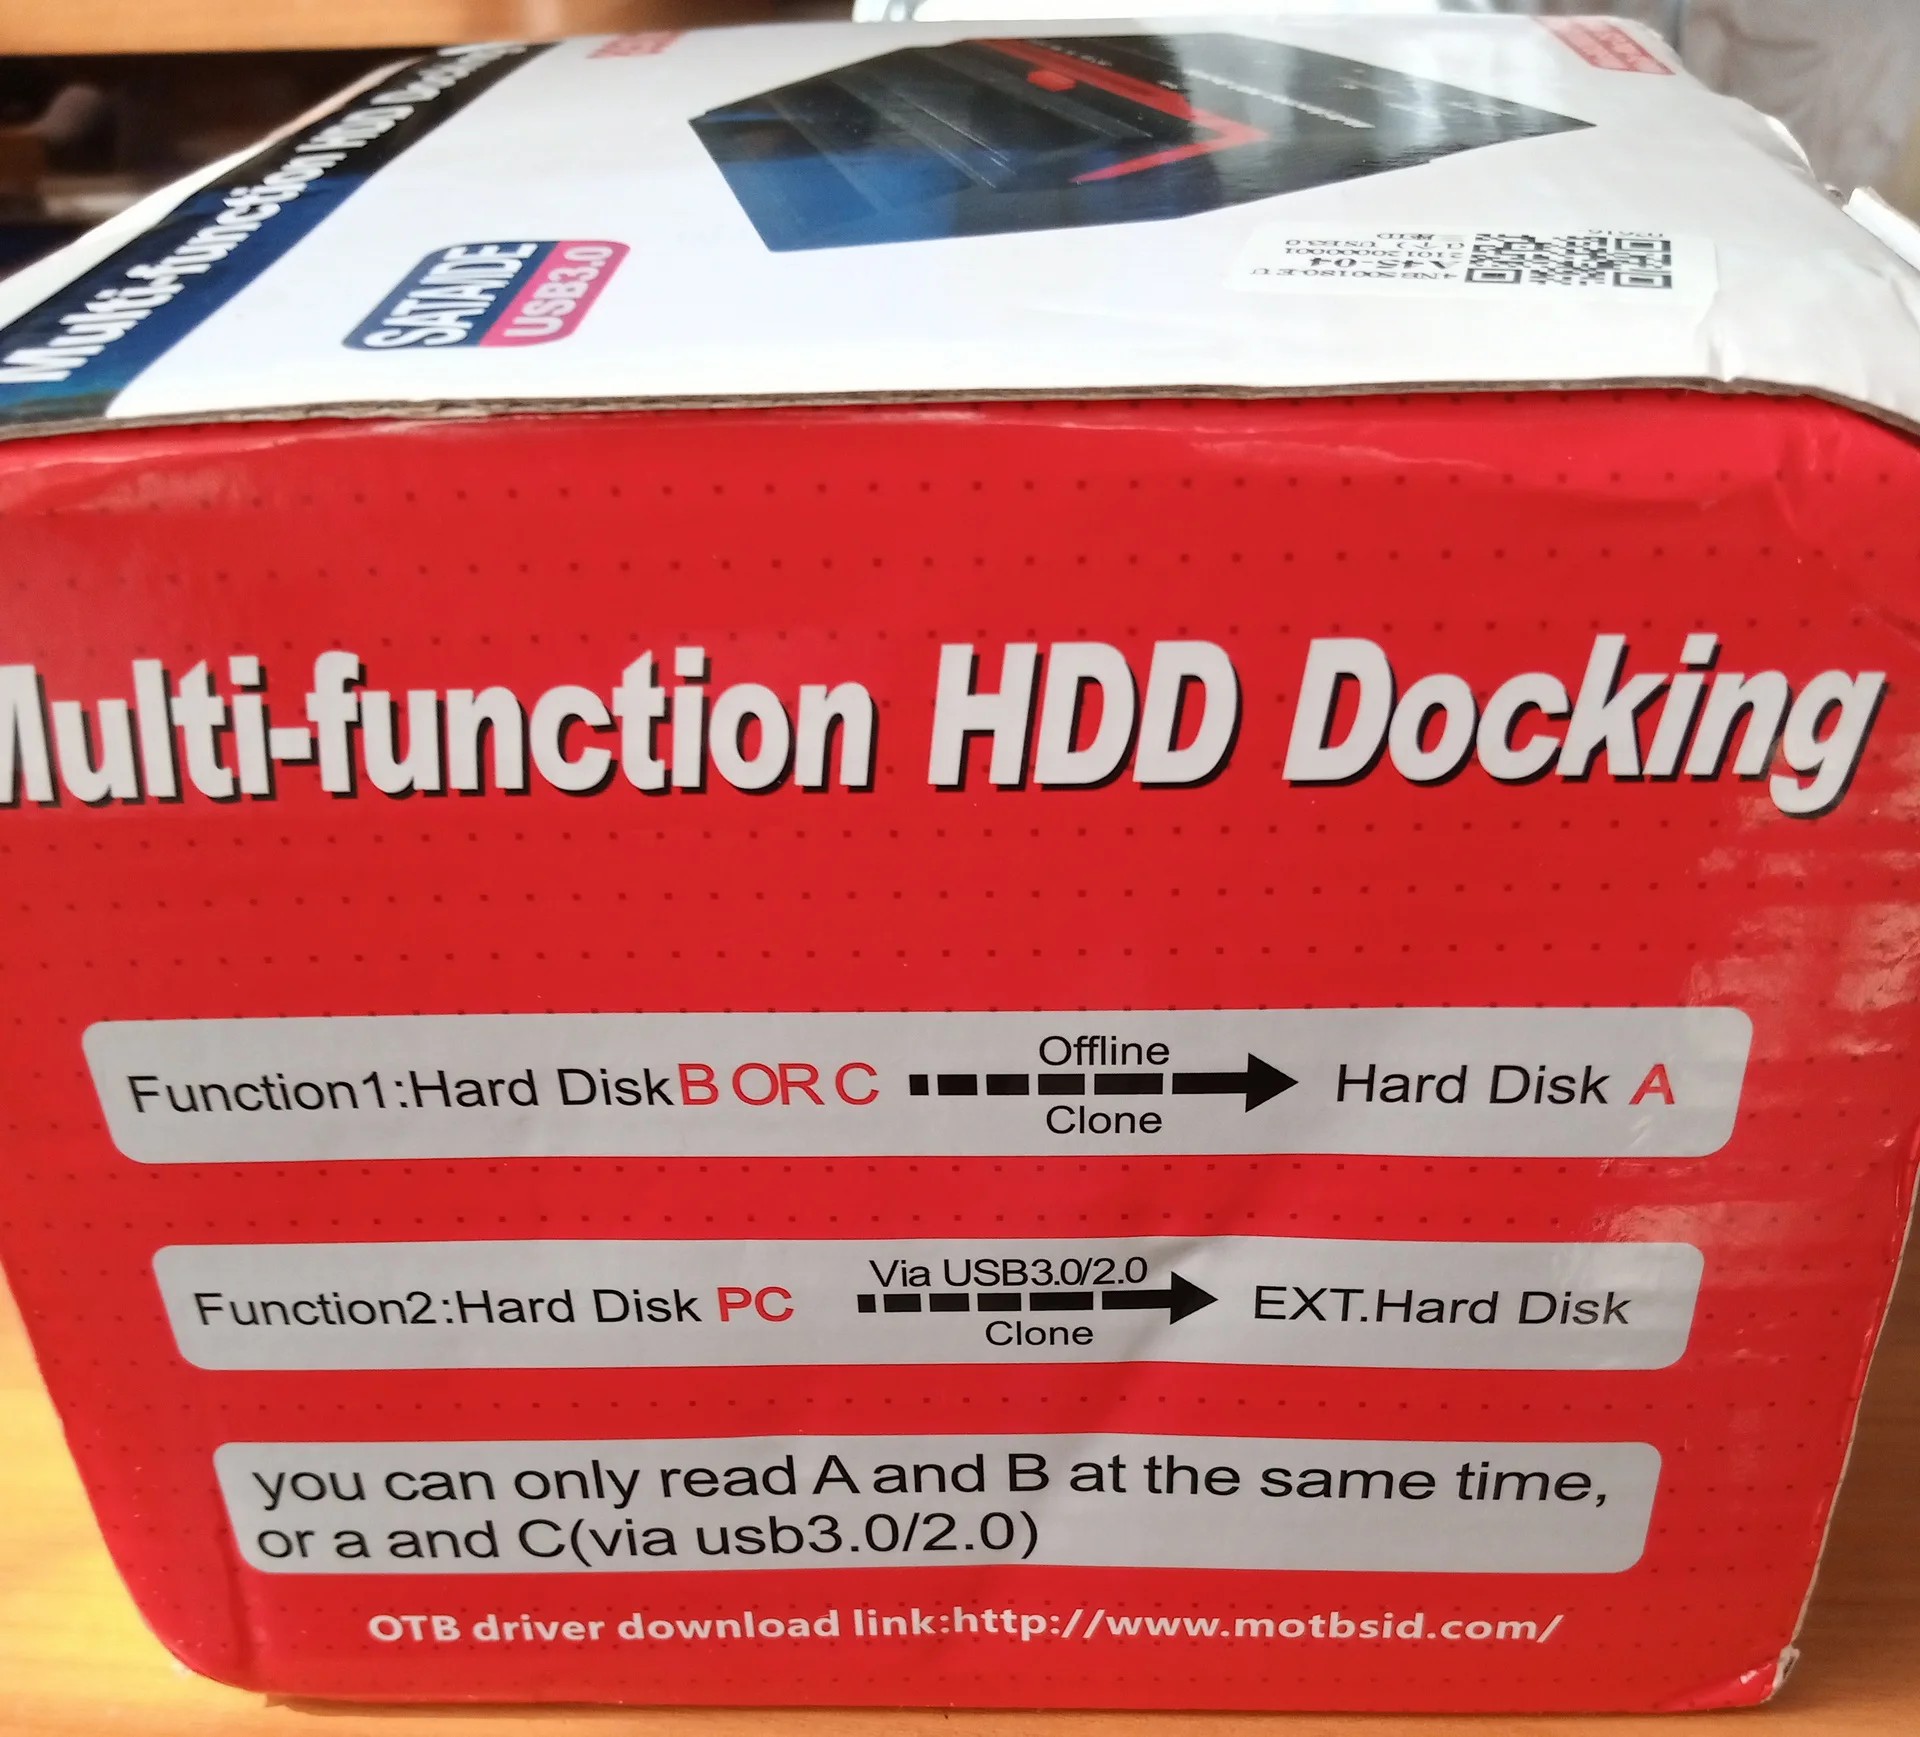 Multi-function HDD Docking
SATA/IDE
USB3.0
A4S-04
Multi-function HDD Docking
Offline
Function1:Hard Disk B OR C Hard Disk A
Clone
Via USB3.0/2.0
Function2:Hard Disk PC EXT.Hard Disk
Clone
you can only read A and B at the same time,
or a and C(via usb3.0/2.0)
OTB driver download link:http://www.motbsid.com/